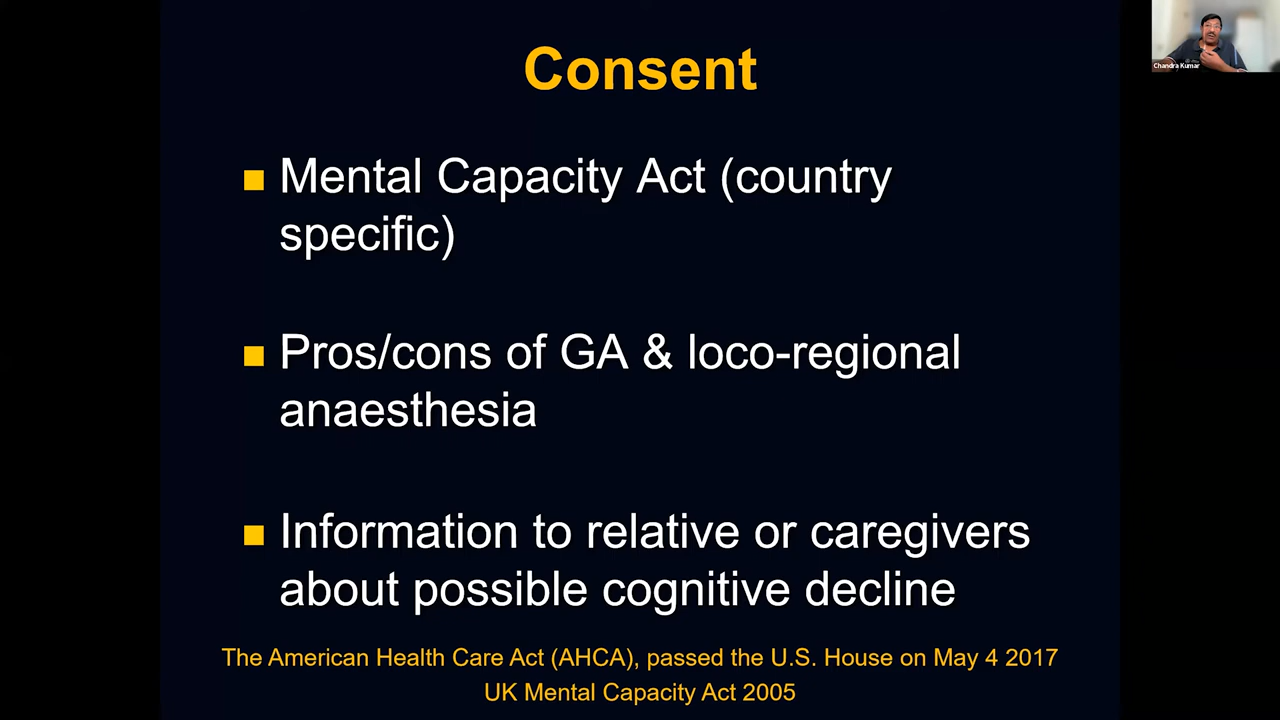 Consent
Mental Capacity Act (country
specific)
Pros/cons of GA & loco-regional
anaesthesia
Information to relative or caregivers
about possible cognitive decline
The American Health Care Act (AHCA), passed the U.S. House on May 4 2017
UK Mental Capacity Act 2005
Chandra Kumar